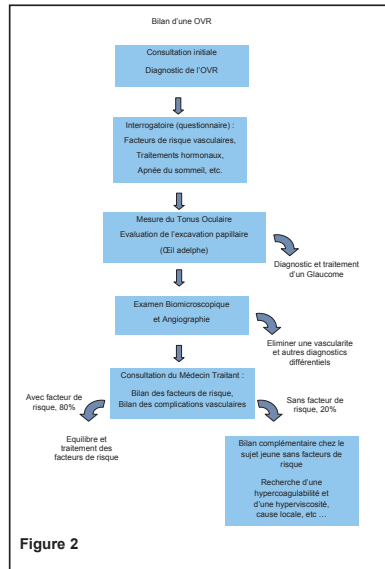 Bilan d'une OVR
Consultation initiale
Diagnostic de l'OVR
Interrogatoire (questionnaire) :
Facteurs de risque vasculaires,
Traitements hormonaux,
Apnée du sommeil, etc.
Mesure du Tonus Oculaire
Evaluation de l'excavation papillaire
(Œil adelphe)
Diagnostic et traitement
d'un Glaucome
Examen Biomicroscopique
et Angiographie
Eliminer une vascularite
et autres diagnostics
différentiels
Consultation du Médecin Traitant :
Bilan des facteurs de risque,
Bilan des complications vasculaires
Avec facteur de
risque, 80%
Sans facteur de
risque, 20%
Equilibre et
traitement des
facteurs de risque
Bilan complémentaire chez le
sujet jeune sans facteurs de
risque
Recherche d'une
hypercoagulabilité et
d'une hyperviscosité,
cause locale, etc ...
Figure 2